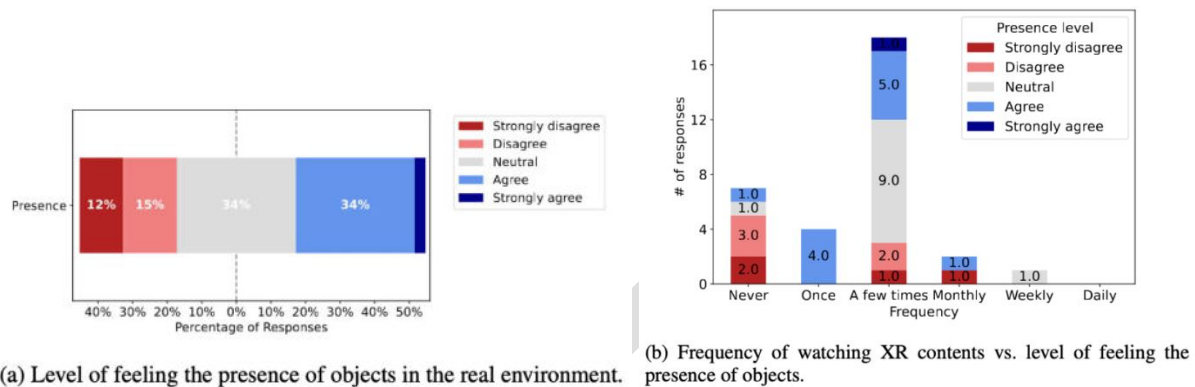 Presence
12%
15%
34%
34%
40% 30% 20% 10% 0% 10% 20% 30% 40% 50%
Percentage of Responses
Strongly disagree
Disagree
Neutral
Agree
Strongly agree
(a) Level of feeling the presence of objects in the real environment.
# of responses
16
12
8
4
0
1.0
1.0
3.0
2.0
4.0
1.0
5.0
9.0
2.0
1.0
1.0
1.0
1.0
Never Once A few times Monthly Weekly Daily
Frequency
Presence level
Strongly disagree
Disagree
Neutral
Agree
Strongly agree
(b) Frequency of watching XR contents vs. level of feeling the
presence of objects.